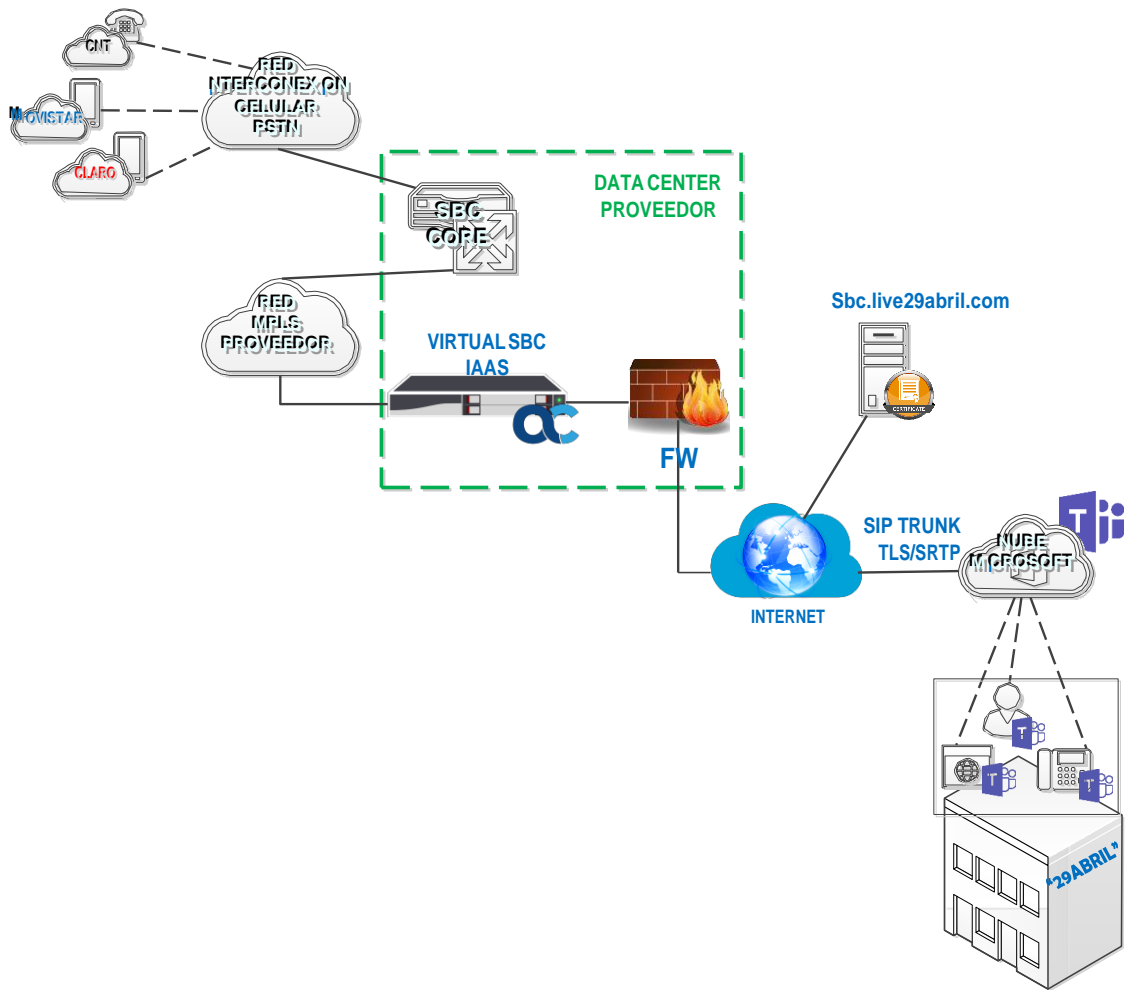 CNT
MOVISTAR
CLARO
RED
INTERCONEXION
CELULAR
PSTN
DATA CENTER
PROVEEDOR
SBC
CORE
RED
MPLS
PROVEEDOR
VIRTUAL SBC
IAAS
FW
Sbc.live29abril.com
CERTIFICATE
SIP TRUNK
TLS/SRTP
INTERNET
NUBE
MICROSOFT
T
T
T
T
"29ABRIL"